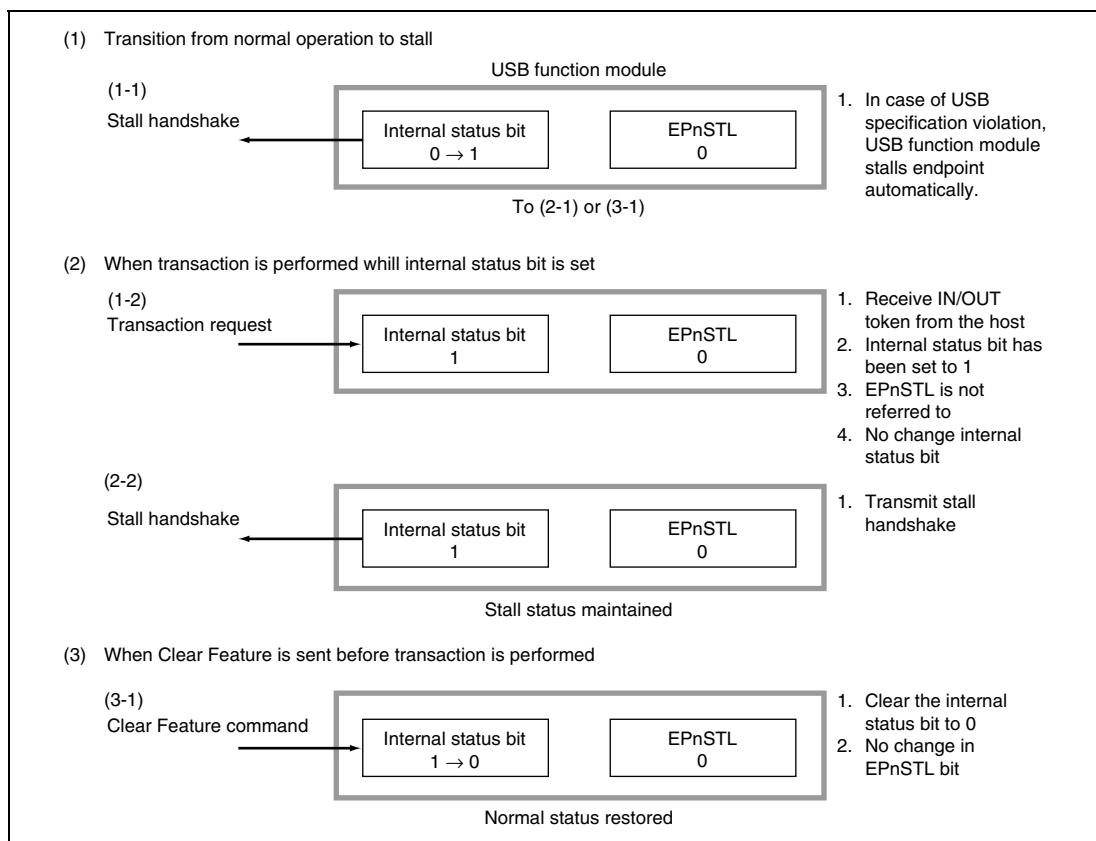 (1) Transition from normal operation to stall
USB function module
(1-1)
Stall handshake
Internal status bit
0 → 1
EPnSTL
0
1. In case of USB
specification violation,
USB function module
stalls endpoint
automatically.
To (2-1) or (3-1)
(2) When transaction is performed whill internal status bit is set
(1-2)
Transaction request
Internal status bit
1
EPnSTL
0
1. Receive IN/OUT
token from the host
2. Internal status bit has
been set to 1
3. EPnSTL is not
referred to
4. No change internal
status bit
(2-2)
Stall handshake
Internal status bit
1
EPnSTL
0
1. Transmit stall
handshake
Stall status maintained
(3) When Clear Feature is sent before transaction is performed
(3-1)
Clear Feature command
Internal status bit
1 → 0
EPnSTL
0
1. Clear the internal
status bit to 0
2. No change in
EPnSTL bit
Normal status restored